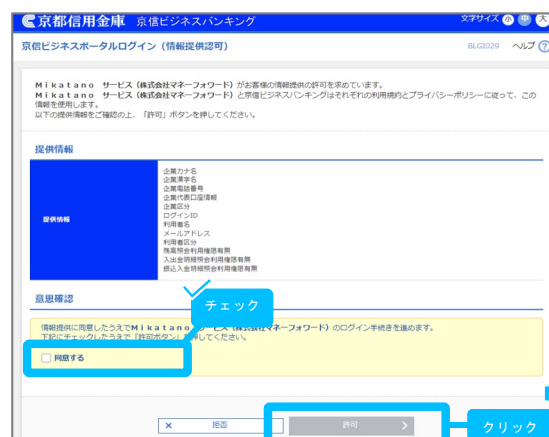 京都信用金庫 京信ビジネスバンキング 文字サイズ 小 中 大
京信ビジネスポータルログイン（情報提供認可） BLGI029 ヘルプ ?
Ｍｉｋａｔａｎｏ サービス（株式会社マネーフォワード）がお客様の情報提供の許可を求めています。
Ｍｉｋａｔａｎｏ サービス（株式会社マネーフォワード）と京信ビジネスバンキングはそれぞれの利用規約とプライバシーポリシーに従って、この
情報を使用します。
以下の提供情報をご確認の上、「許可」ボタンを押してください。
提供情報
提供情報
企業カナ名
企業漢字名
企業電話番号
企業代表口座情報
企業区分
ログインID
利用者名
メールアドレス
利用者区分
残高照会利用権限有無
入出金明細照会利用権限有無
振込入金明細照会利用権限有無
意思確認
チェック
情報提供に同意したうえでＭｉｋａｔａｎｏ サービス（株式会社マネーフォワード）のログイン手続きを進めます。
下記にチェックしたうえで「許可ボタン」を押してください。
同意する
× 拒否
許可 >
クリック